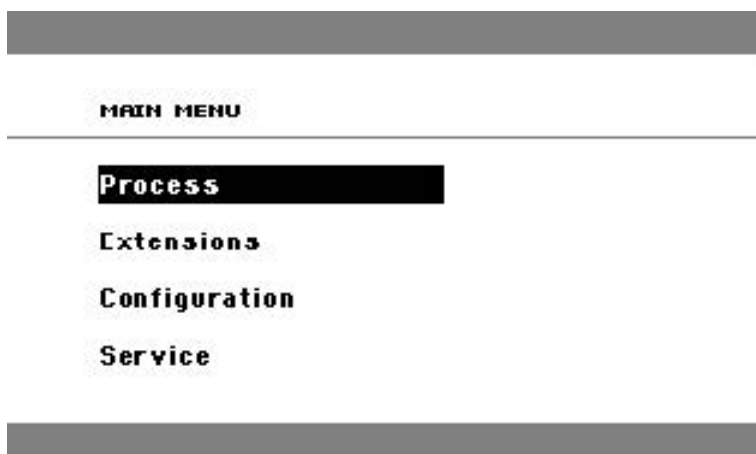 MAIN MENU
Process
Extensions
Configuration
Service